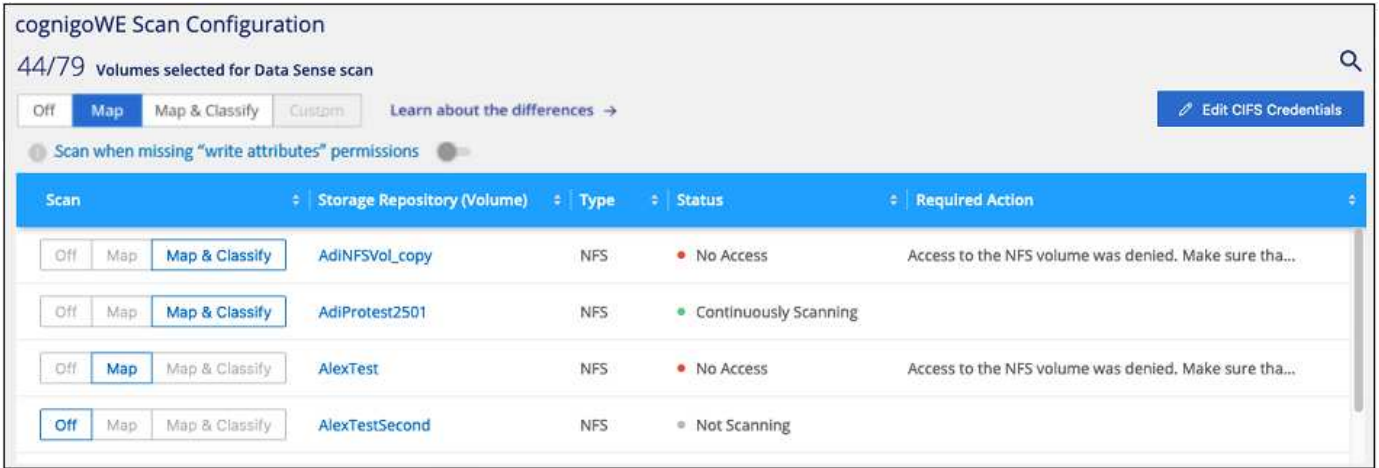 cognigoWE Scan Configuration
44/79 Volumes selected for Data Sense scan
Off Map Map & Classify Custom Learn about the differences → Edit CIFS Credentials
Scan when missing “write attributes” permissions
Scan Storage Repository (Volume) Type Status Required Action
Off Map Map & Classify AdiNFSVol_copy NFS No Access Access to the NFS volume was denied. Make sure tha...
Off Map Map & Classify AdiProtest2501 NFS Continuously Scanning
Off Map Map & Classify AlexTest NFS No Access Access to the NFS volume was denied. Make sure tha...
Off Map Map & Classify AlexTestSecond NFS Not Scanning